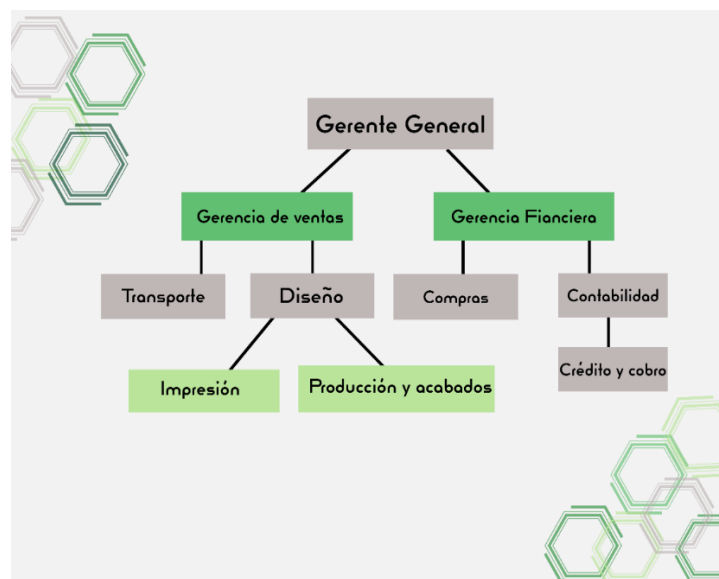 Gerente General
Gerencia de ventas
Gerencia Fianciera
Transporte
Diseño
Compras
Contabilidad
Impresión
Producción y acabados
Crédito y cobro